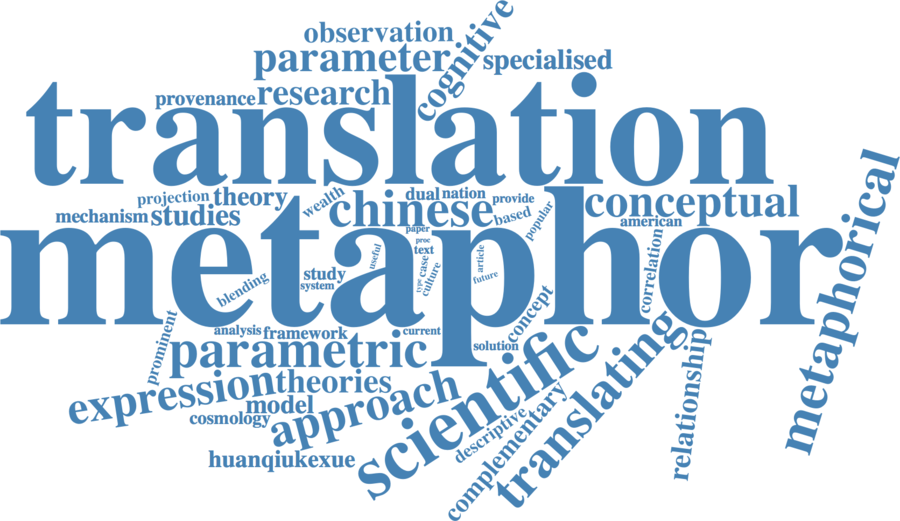 observation
cognitive
parameter
specialised
provenance
research
translation
projection
theory
wealth
dual
nation
provide
conceptual
mechanism
studies
chinese
based
popular
american
metaphorical
metaphor
paper
proc
text
useful
case
type
culture
article
future
study
system
blending
correlation
concept
prominent
analysis
framework
current
solution
parametric
scientific
translating
relationship
expression
theories
model
approach
cosmology
descriptive
complementary
huanqiukexue